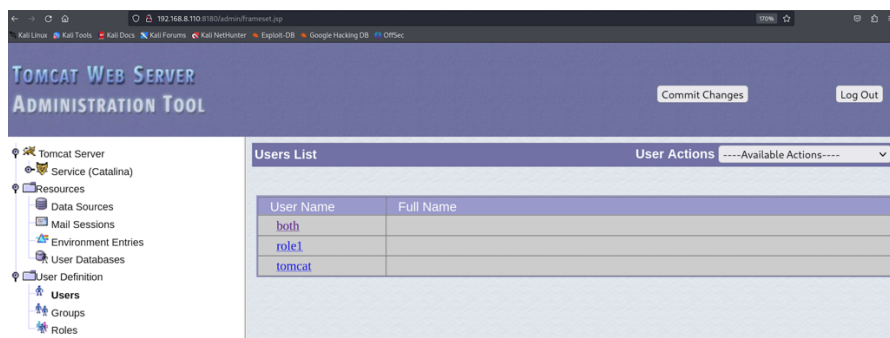 192.168.8.110:8180/admin/frameset.jsp 170%
Kali Linux Kali Tools Kali Docs Kali Forums Kali NetHunter Exploit-DB Google Hacking DB OffSec
TOMCAT WEB SERVER
ADMINISTRATION TOOL
Commit Changes Log Out
Tomcat Server
Service (Catalina)
Resources
Data Sources
Mail Sessions
Environment Entries
User Databases
User Definition
Users
Groups
Roles
Users List User Actions ----Available Actions----
User Name Full Name
both
role1
tomcat